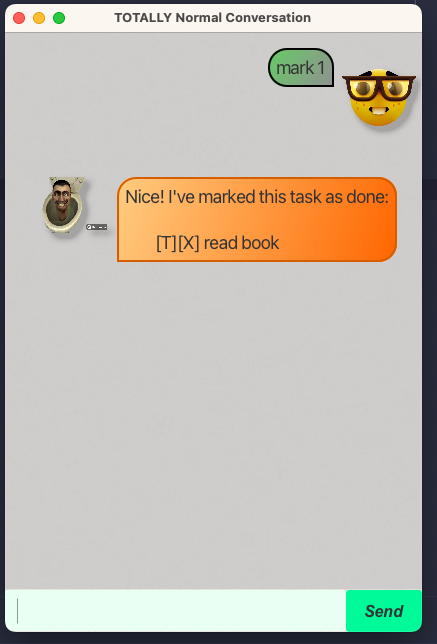 TOTALLY Normal Conversation
mark 1
Nice! I've marked this task as done:
[T][X] read book
Send